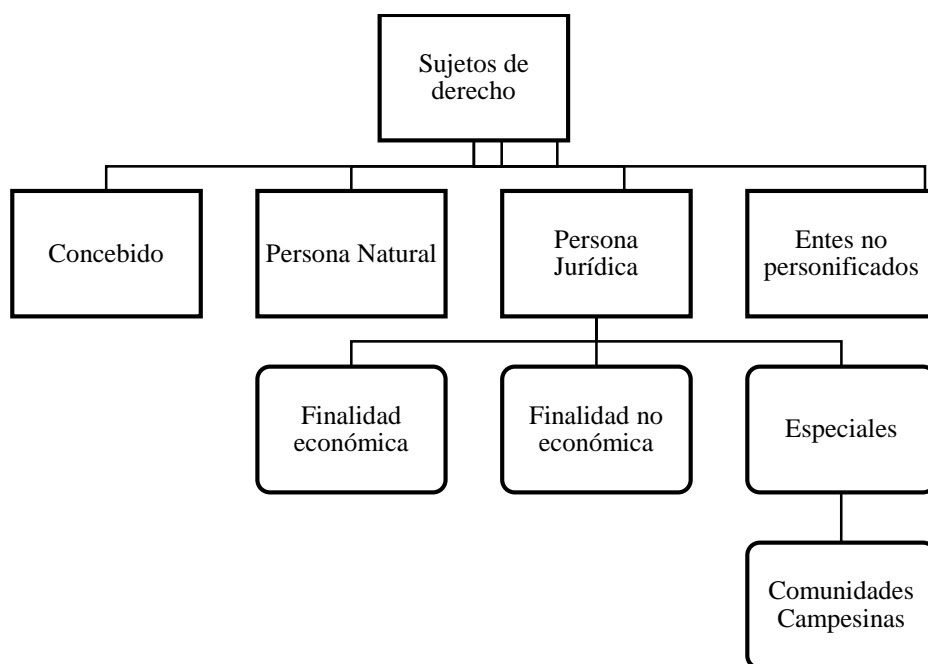 Sujetos de
derecho
Concebido
Persona Natural
Persona
Jurídica
Entes no
personificados
Finalidad
económica
Finalidad no
económica
Especiales
Comunidades
Campesinas